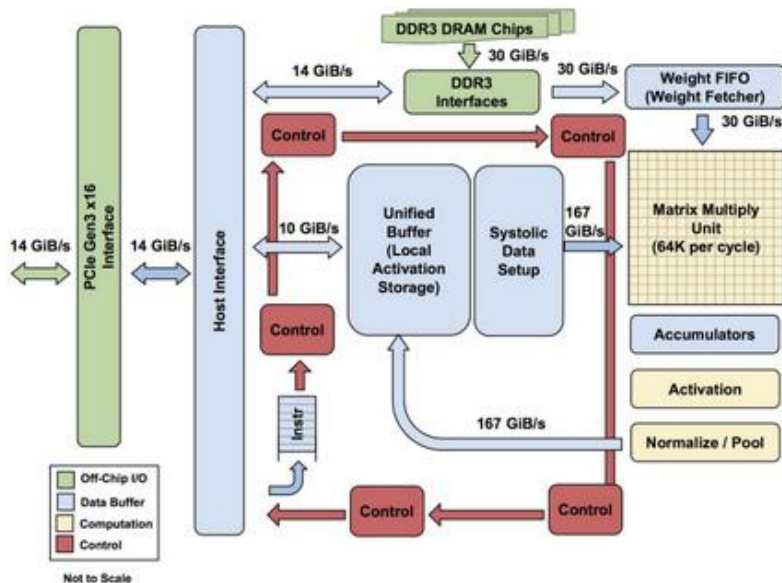 DDR3 DRAM Chips
14 GiB/s
30 GiB/s
30 GiB/s
DDR3
Interfaces
Weight FIFO
(Weight Fetcher)
30 GiB/s
Control
Control
PCIe Gen3 x16
Interface
Host Interface
14 GiB/s
14 GiB/s
10 GiB/s
Unified
Buffer
(Local
Activation
Storage)
Systolic
Data
Setup
167
GiB/s
Matrix Multiply
Unit
(64K per cycle)
Control
Accumulators
Activation
Instr
167 GiB/s
Normalize / Pool
Control
Control
Off-Chip I/O
Data Buffer
Computation
Control
Not to Scale